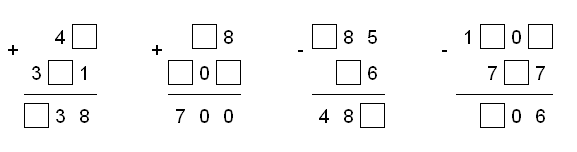 4 □ □ 8 □ 8 5 1 □ 0 □
+ + - -
3 □ 1 □ 0 □ □ 6 7 □ 7
□ 3 8 7 0 0 4 8 □ □ 0 6